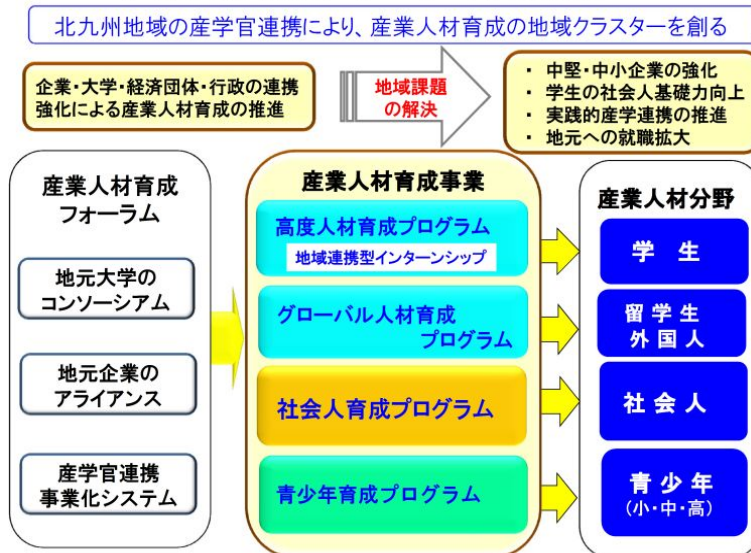 北九州地域の産学官連携により、産業人材育成の地域クラスターを創る
企業・大学・経済団体・行政の連携
強化による産業人材育成の推進
地域課題
の解決
・ 中堅・中小企業の強化
・ 学生の社会人基礎力向上
・ 実践的産学連携の推進
・ 地元への就職拡大
産業人材育成
フォーラム
地元大学の
コンソーシアム
地元企業の
アライアンス
産学官連携
事業化システム
産業人材育成事業
高度人材育成プログラム
地域連携型インターンシップ
グローバル人材育成
プログラム
社会人育成プログラム
青少年育成プログラム
産業人材分野
学 生
留学生
外国人
社会人
青少年
(小・中・高)